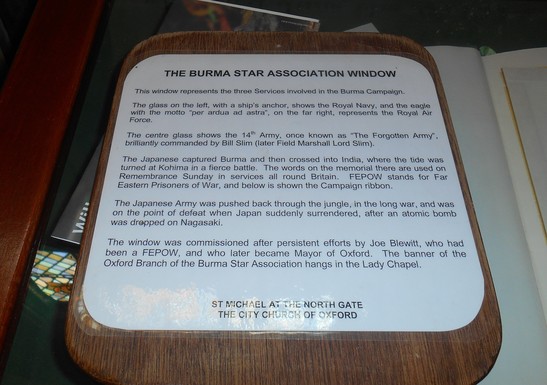 THE BURMA STAR ASSOCIATION WINDOW
This window represents the three Services involved in the Burma Campaign.
The glass on the left, with a ship's anchor, shows the Royal Navy, and the eagle
with the motto "per ardua ad astra", on the far right, represents the Royal Air
Force.
The centre glass shows the 14th Army, once known as "The Forgotten Army",
brilliantly commanded by Bill Slim (later Field Marshall Lord Slim).
The Japanese captured Burma and then crossed into India, where the tide was
turned at Kohima in a fierce battle. The words on the memorial there are used on
Remembrance Sunday in services all round Britain. FEPOW stands for Far
Eastern Prisoners of War, and below is shown the Campaign ribbon.
The Japanese Army was pushed back through the jungle, in the long war, and was
on the point of defeat when Japan suddenly surrendered, after an atomic bomb
was dropped on Nagasaki.
The window was commissioned after persistent efforts by Joe Blewitt, who had
been a FEPOW, and who later became Mayor of Oxford. The banner of the
Oxford Branch of the Burma Star Association hangs in the Lady Chapel.
ST MICHAEL AT THE NORTH GATE
THE CITY CHURCH OF OXFORD